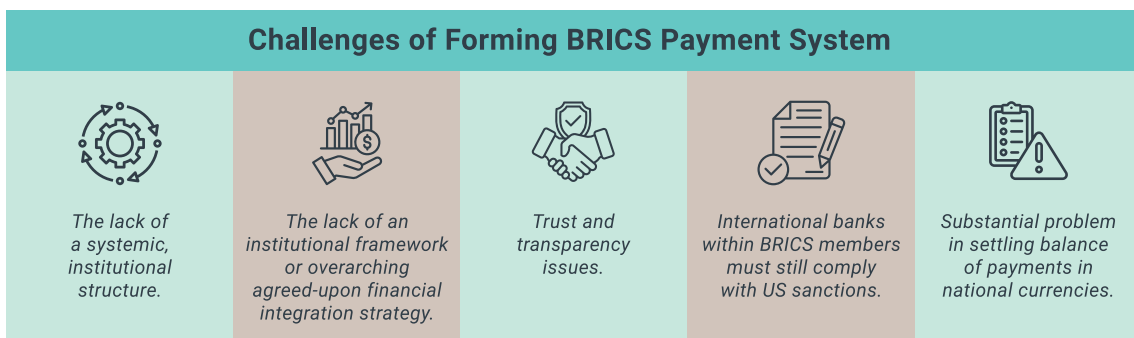 Challenges of Forming BRICS Payment System
The lack of
a systemic,
institutional
structure.
The lack of an
institutional framework
or overarching
agreed-upon financial
integration strategy.
Trust and
transparency
issues.
International banks
within BRICS members
must still comply
with US sanctions.
Substantial problem
in settling balance
of payments in
national currencies.